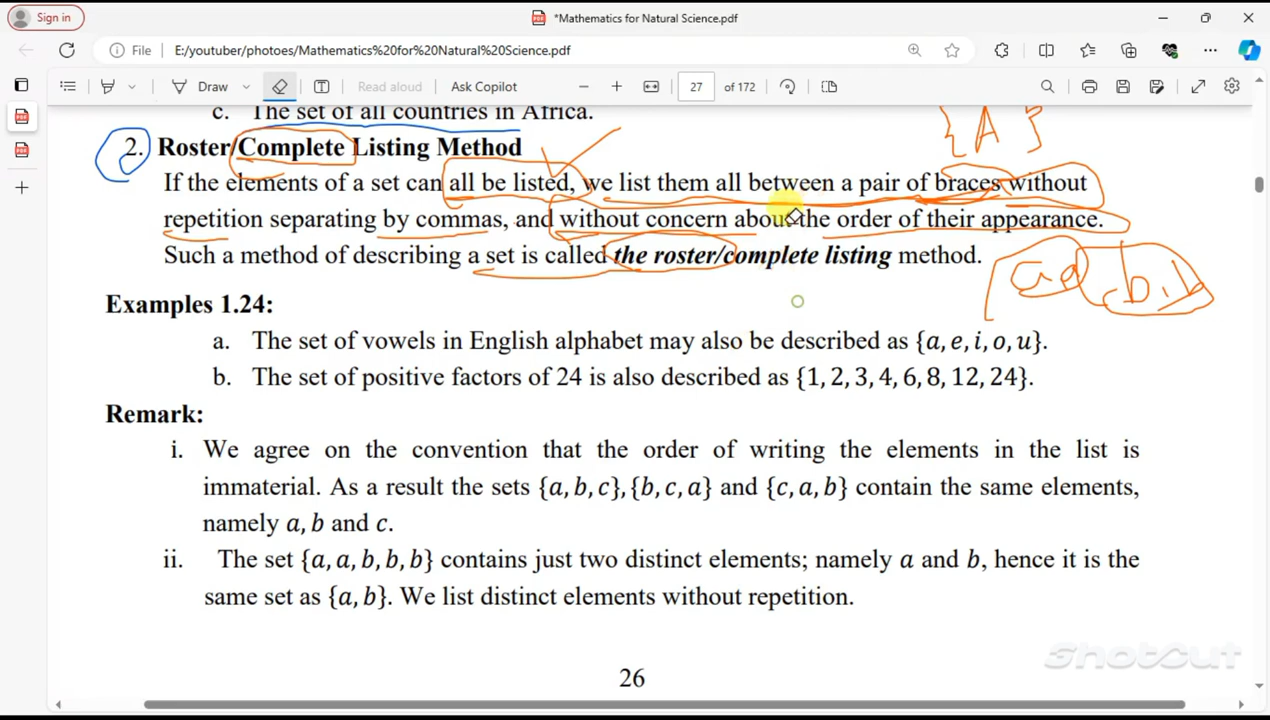 Sign in
*Mathematics for Natural Science.pdf
File
E:/youtuber/photoes/Mathematics%20for%20Natural%20Science.pdf
Draw
Read aloud
Ask Copilot
27 of 172
c. The set of all countries in Africa.
{ A }
2. Roster/Complete Listing Method
If the elements of a set can all be listed, we list them all between a pair of braces without
repetition separating by commas, and without concern about the order of their appearance.
Such a method of describing a set is called the roster/complete listing method.
Examples 1.24:
a. The set of vowels in English alphabet may also be described as {a, e, i, o, u}.
b. The set of positive factors of 24 is also described as {1, 2, 3, 4, 6, 8, 12, 24}.
Remark:
i. We agree on the convention that the order of writing the elements in the list is
immaterial. As a result the sets {a, b, c}, {b, c, a} and {c, a, b} contain the same elements,
namely a, b and c.
ii. The set {a, a, b, b, b} contains just two distinct elements; namely a and b, hence it is the
same set as {a, b}. We list distinct elements without repetition.
26
Shotcut